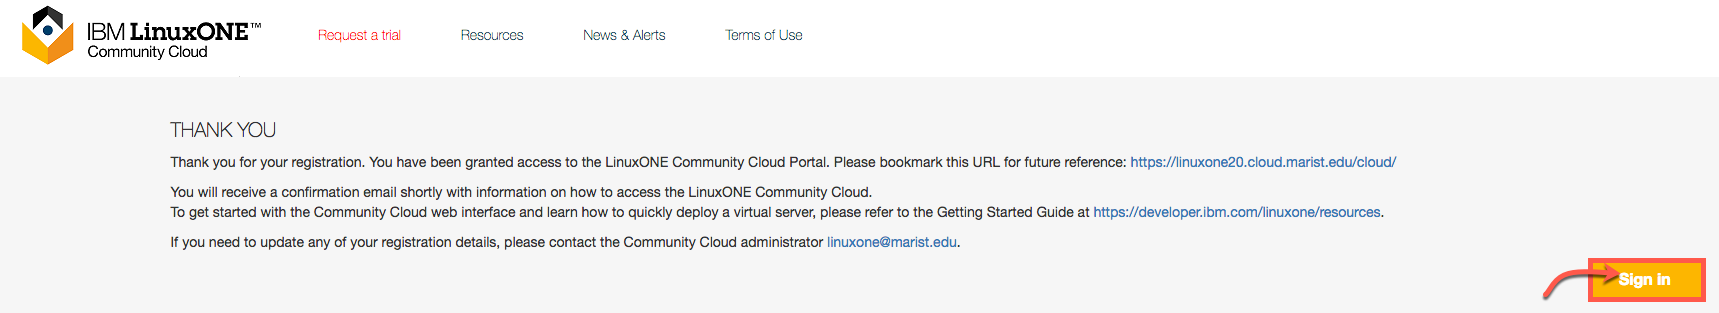 IBM LinuxONE™
Community Cloud
Request a trial
Resources
News & Alerts
Terms of Use
THANK YOU
Thank you for your registration. You have been granted access to the LinuxONE Community Cloud Portal. Please bookmark this URL for future reference: https://linuxone20.cloud.marist.edu/cloud/
You will receive a confirmation email shortly with information on how to access the LinuxONE Community Cloud.
To get started with the Community Cloud web interface and learn how to quickly deploy a virtual server, please refer to the Getting Started Guide at https://developer.ibm.com/linuxone/resources.
If you need to update any of your registration details, please contact the Community Cloud administrator linuxone@marist.edu.
Sign in